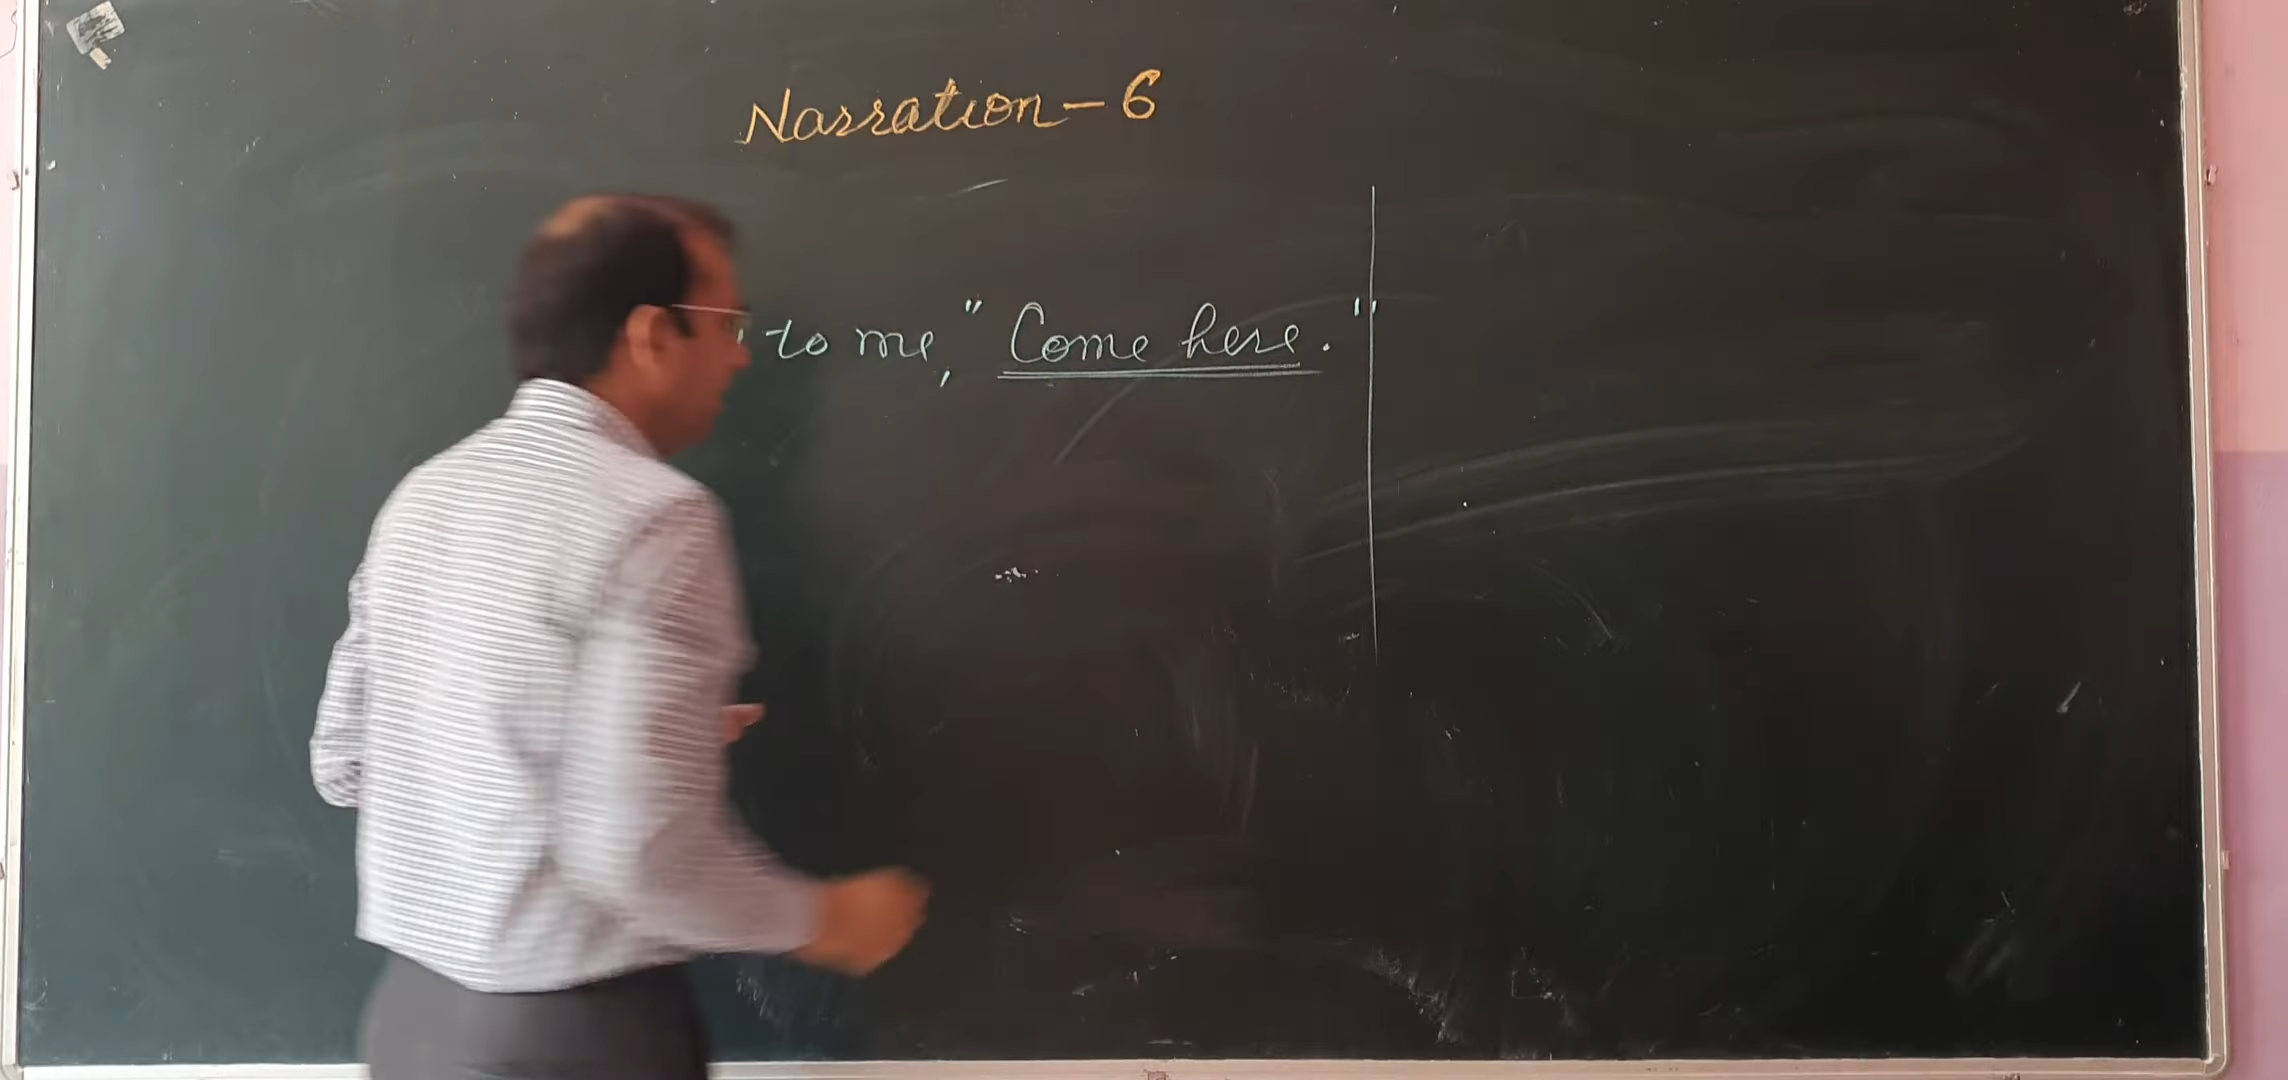 Narration - 6
to me, "Come here."